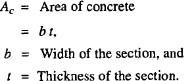 A_c = Area of concrete
= b t,
b = Width of the section, and
t = Thickness of the section.